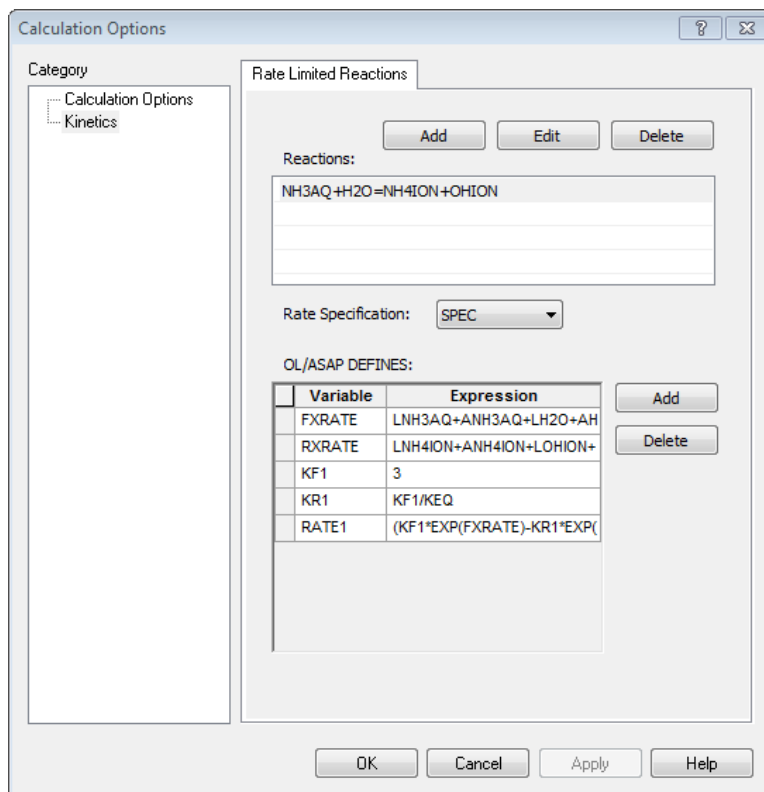 Calculation Options
Category
Calculation Options
Kinetics
Rate Limited Reactions
Add Edit Delete
Reactions:
NH3AQ+H2O=NH4ION+OHION
Rate Specification: SPEC
OL/ASAP DEFINES:
Variable Expression
FXRATE LNH3AQ+ANH3AQ+LH2O+AH
RXRATE LNH4ION+ANH4ION+LOHION+
KF1 3
KR1 KF1/KEQ
RATE1 (KF1*EXP(FXRATE)-KR1*EXP(
Add
Delete
OK Cancel Apply Help